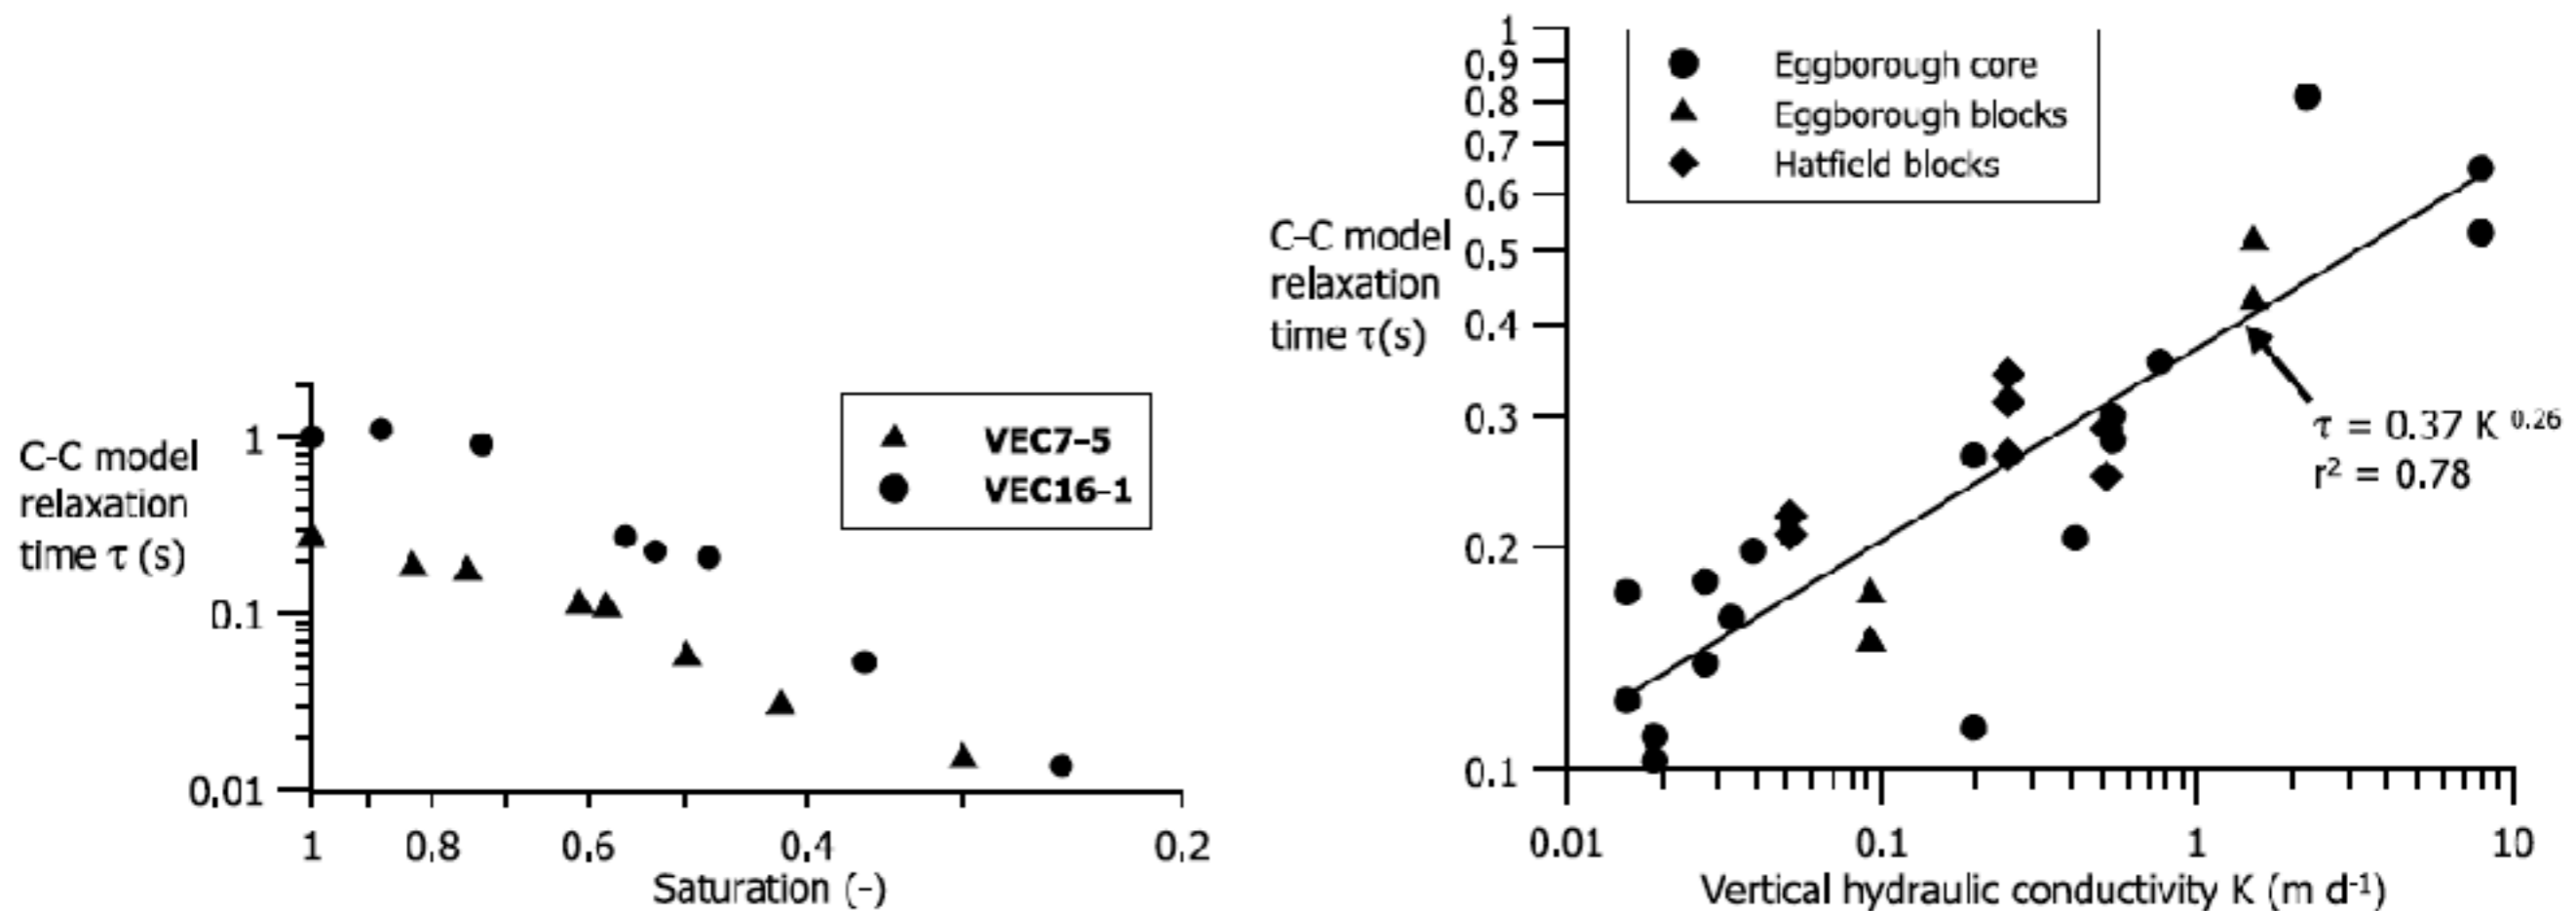 C-C model
relaxation
time τ (s)
1
0.1
0.01
1 0.8 0.6 0.4 0.2
Saturation (-)
VEC7-5
VEC16-1
C-C model
relaxation
time τ(s)
1
0.9
0.8
0.7
0.6
0.5
0.4
0.3
0.2
0.1
0.01 0.1 1 10
Vertical hydraulic conductivity K (m d⁻¹)
Eggborough core
Eggborough blocks
Hatfield blocks
τ = 0.37 K ⁰·²⁶
r² = 0.78